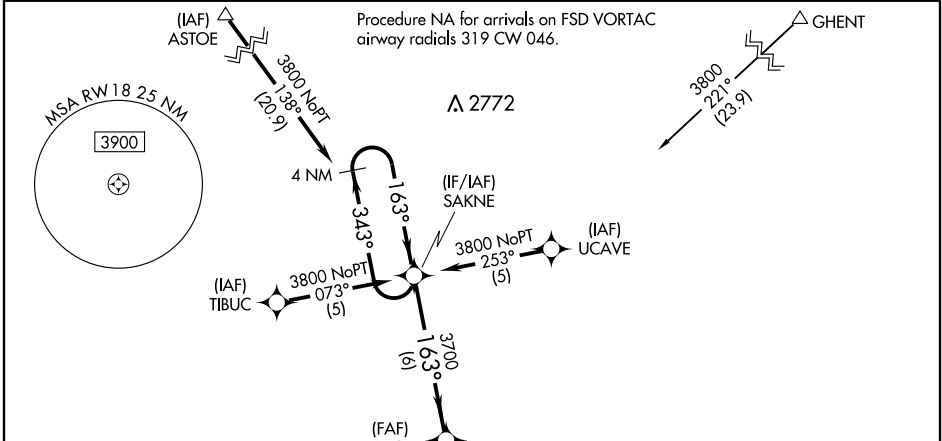 (IAF)
ASTOE
Procedure NA for arrivals on FSD VORTAC
airway radials 319 CW 046.
GHENT
MSA RW18 25 NM
3900
3800 NoPT
138°
(20.9)
2772
3800
221°
(23.9)
4 NM
343°
163°
(IF/IAF)
SAKNE
(IAF)
UCAVE
3800 NoPT
253°
(5)
(IAF)
TIBUC
3800 NoPT
073°
(5)
3700
163°
(6)
(FAF)